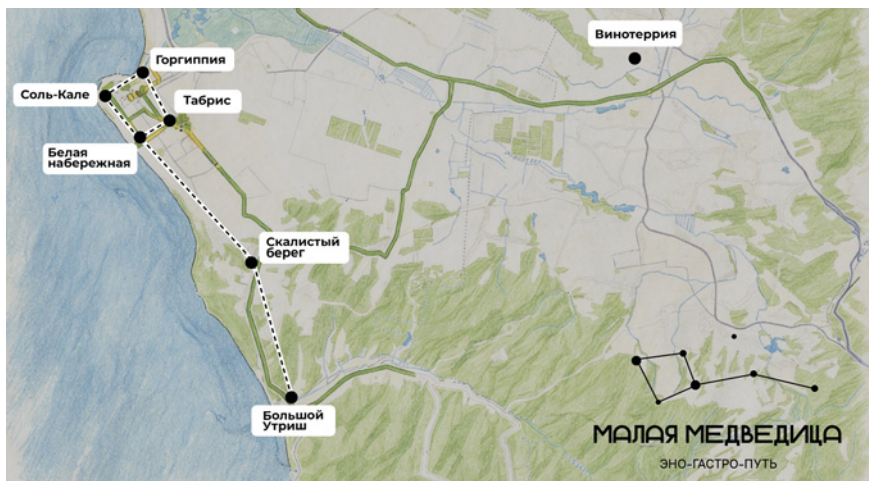 Винотеррия
Горгиппия
Соль-Кале
Табрис
Белая
набережная
Скалистый
берег
Большой
Утриш
МАЛАЯ МЕДВЕДИЦА
ЭНО-ГАСТРО-ПУТЬ